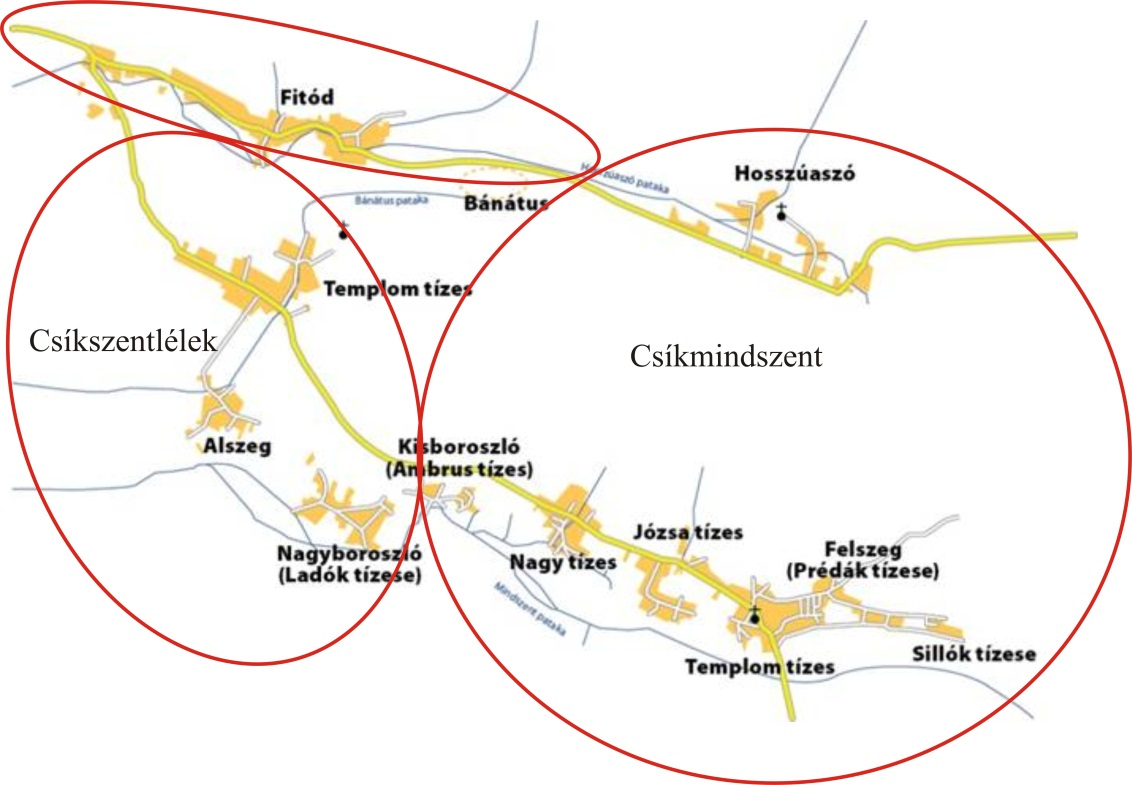 Fitód
Hosszúaszó
Hosszúaszó pataka
Bánátus pataka
Bánátus
Templom tízes
Csíkszentlélek
Csíkmindszent
Alszeg
Kisboroszló
(Ambrus tízes)
Józsa tízes
Nagy tízes
Nagyboroszló
(Ladók tízese)
Felszeg
(Prédák tízese)
Mindszent pataka
Sillók tízese
Templom tízes